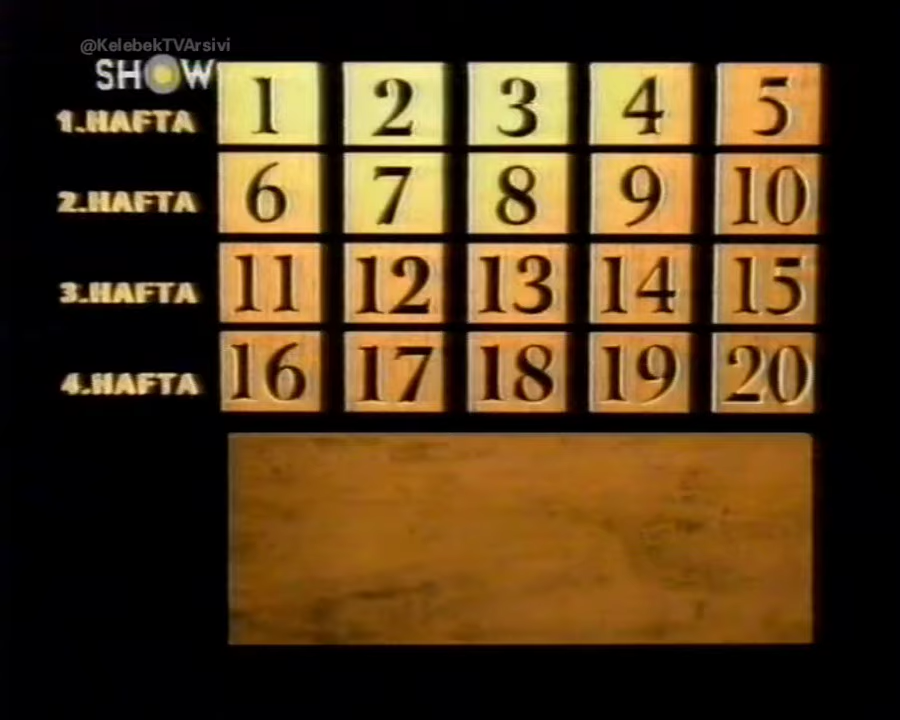 @KelebekTVArsivi
SHOW
1 2 3 4 5
1.HAFTA
6 7 8 9 10
2.HAFTA
11 12 13 14 15
3.HAFTA
16 17 18 19 20
4.HAFTA